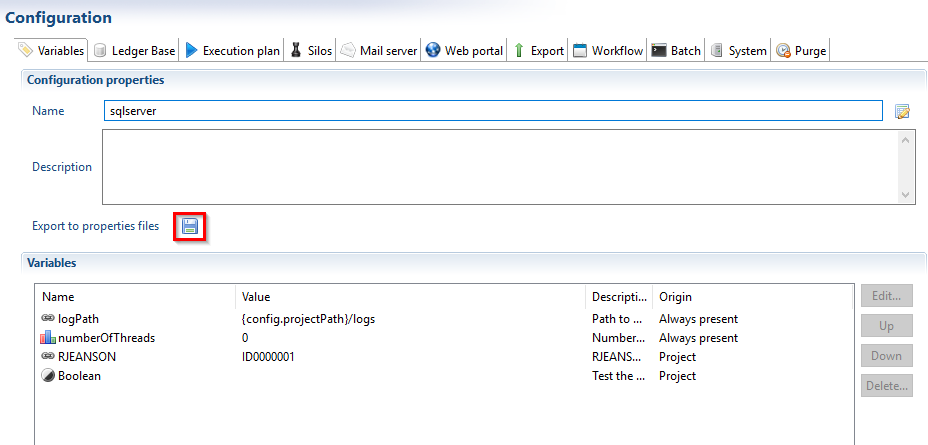 Configuration
Variables Ledger Base Execution plan Silos Mail server Web portal Export Workflow Batch System Purge
Configuration properties
Name sqlserver
Description
Export to properties files
Variables
Name Value Descripti... Origin Edit...
logPath {config.projectPath}/logs Path to ... Always present
Up
numberOfThreads 0 Number... Always present
RJEANSON ID0000001 RJEANS... Project Down
Boolean Test the ... Project
Delete...